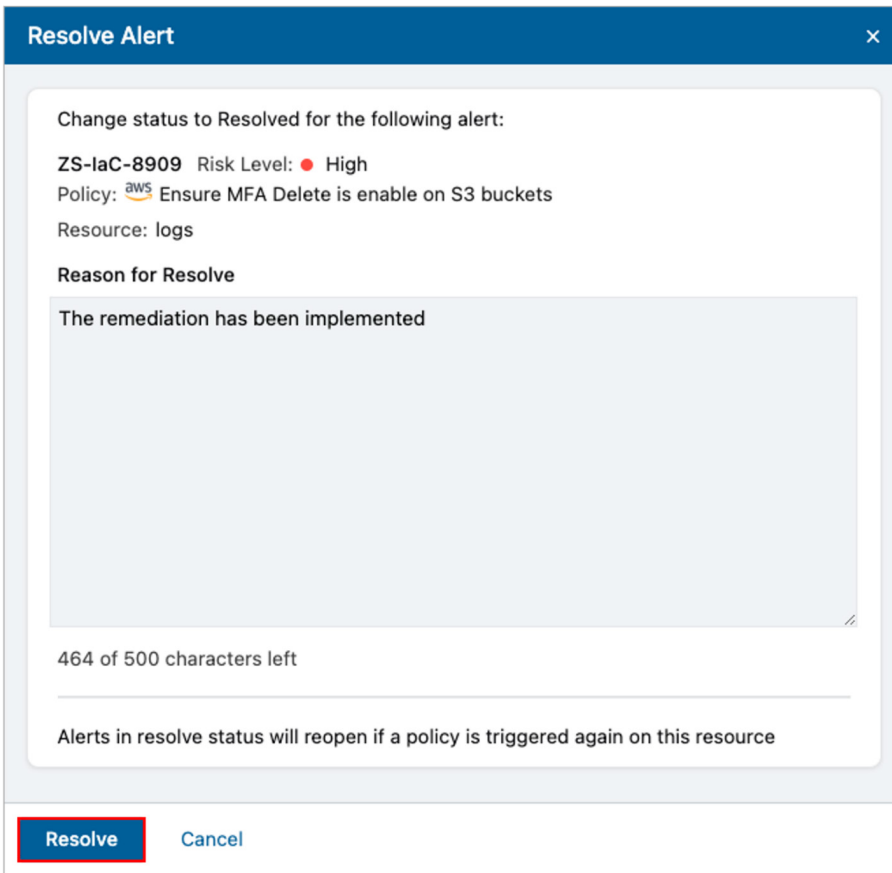 Resolve Alert ×
Change status to Resolved for the following alert:
ZS-IaC-8909 Risk Level: High
Policy: aws Ensure MFA Delete is enable on S3 buckets
Resource: logs
Reason for Resolve
The remediation has been implemented
464 of 500 characters left
Alerts in resolve status will reopen if a policy is triggered again on this resource
Resolve Cancel